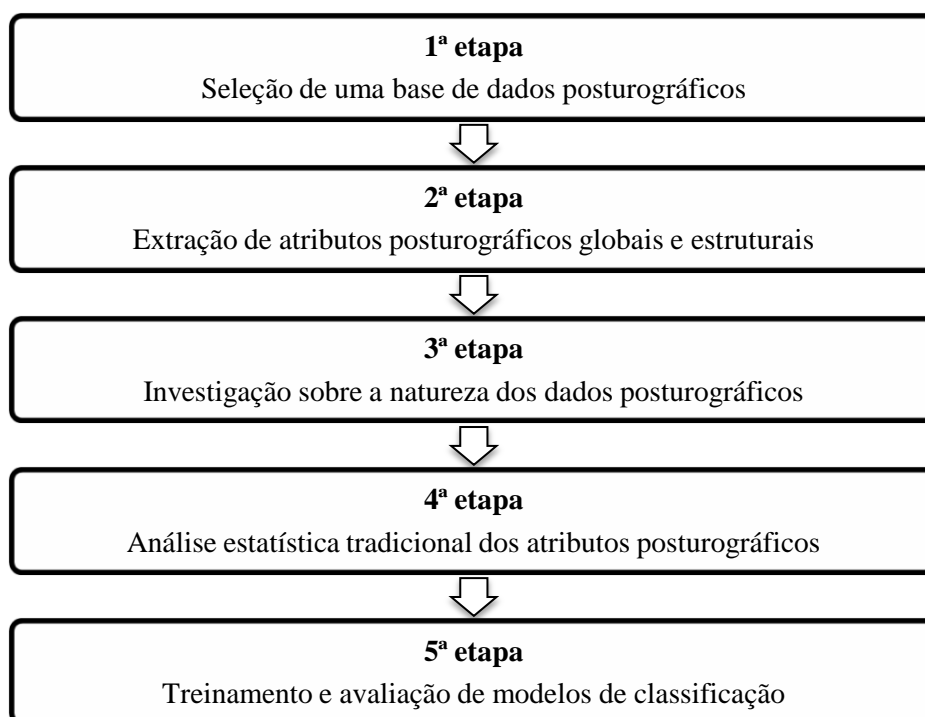 1ª etapa
Seleção de uma base de dados posturográficos
2ª etapa
Extração de atributos posturográficos globais e estruturais
3ª etapa
Investigação sobre a natureza dos dados posturográficos
4ª etapa
Análise estatística tradicional dos atributos posturográficos
5ª etapa
Treinamento e avaliação de modelos de classificação